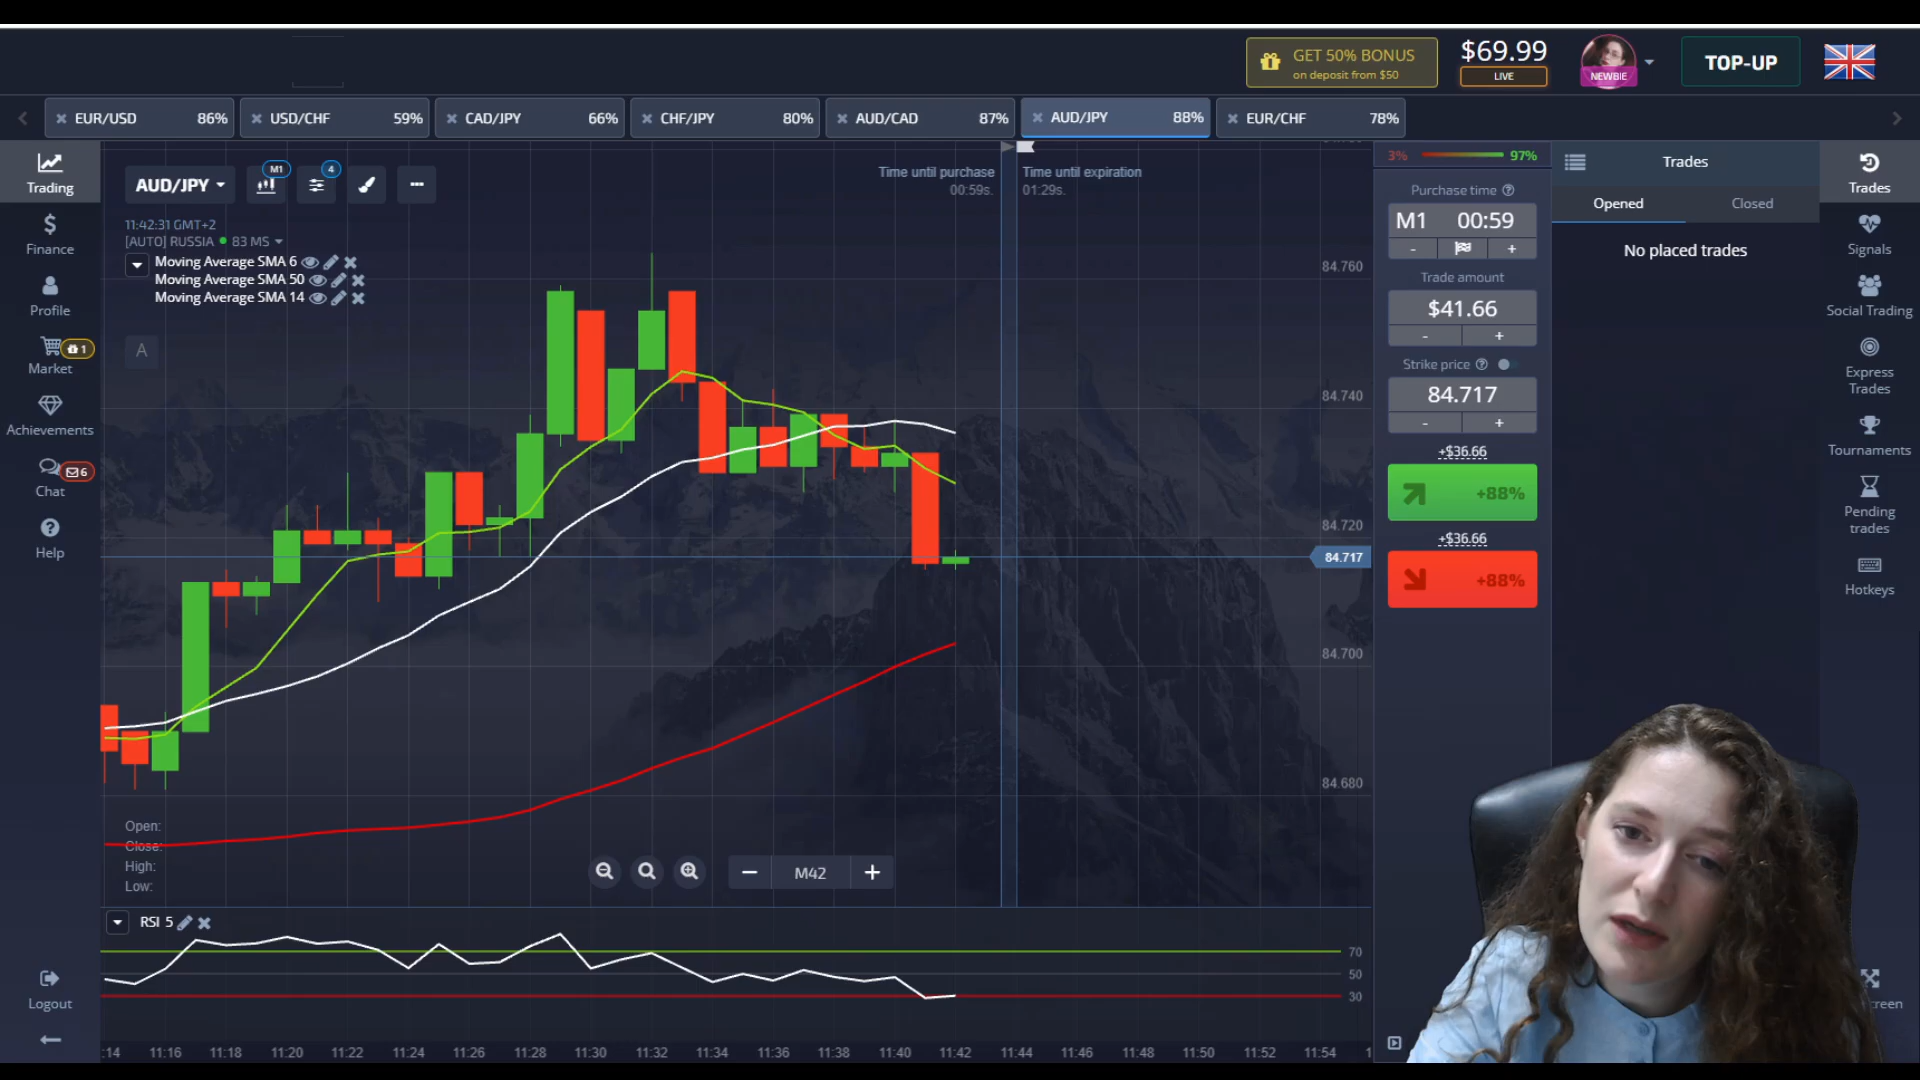 GET 50% BONUS
on deposit from $50
$69.99
LIVE
NEWBIE
TOP-UP
EUR/USD 86%
USD/CHF 59%
CAD/JPY 66%
CHF/JPY 80%
AUD/CAD 87%
AUD/JPY 88%
EUR/CHF 78%
Trading
Finance
Profile
Market
1
Achievements
Chat
6
Help
Logout
AUD/JPY
M1
4
11:42:31 GMT+2
[AUTO] RUSSIA 83 MS
Moving Average SMA 6
Moving Average SMA 50
Moving Average SMA 14
A
Time until purchase
00:59s.
Time until expiration
01:29s.
84.760
84.740
84.720
84.717
84.700
84.680
Open:
Close:
High:
Low:
M42
RSI 5
70
50
30
:14 11:16 11:18 11:20 11:22 11:24 11:26 11:28 11:30 11:32 11:34 11:36 11:38 11:40 11:42 11:44 11:46 11:48 11:50 11:52 11:54 1
3% 97%
Purchase time
M1 00:59
- +
Trade amount
$41.66
- +
Strike price
84.717
- +
+$36.66
+88%
+$36.66
+88%
Trades
Opened Closed
No placed trades
Trades
Signals
Social Trading
Express
Trades
Tournaments
Pending
trades
Hotkeys
creen